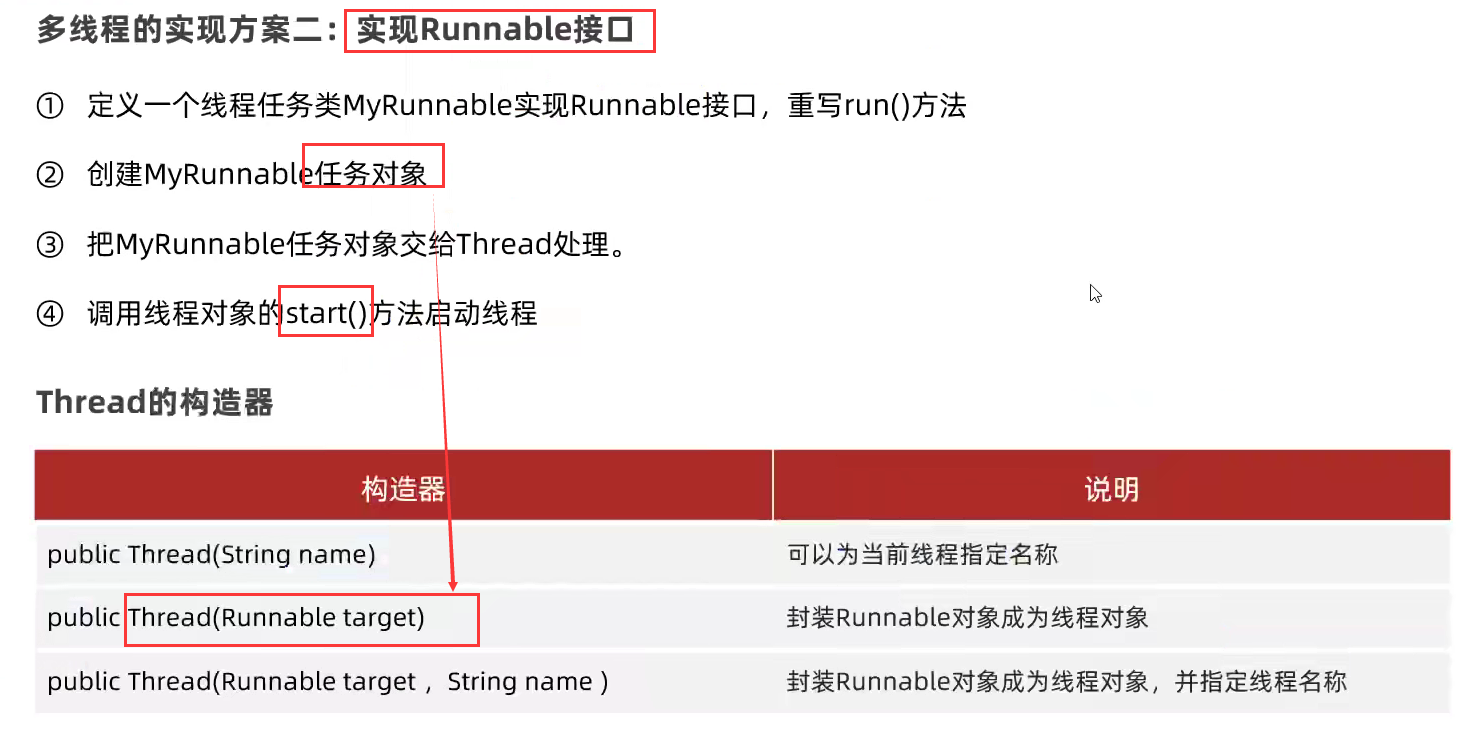 多线程的实现方案二：实现Runnable接口
① 定义一个线程任务类MyRunnable实现Runnable接口，重写run()方法
② 创建MyRunnable任务对象
③ 把MyRunnable任务对象交给Thread处理。
④ 调用线程对象的start()方法启动线程
Thread的构造器
构造器 说明
public Thread(String name) 可以为当前线程指定名称
public Thread(Runnable target) 封装Runnable对象成为线程对象
public Thread(Runnable target ，String name ) 封装Runnable对象成为线程对象，并指定线程名称